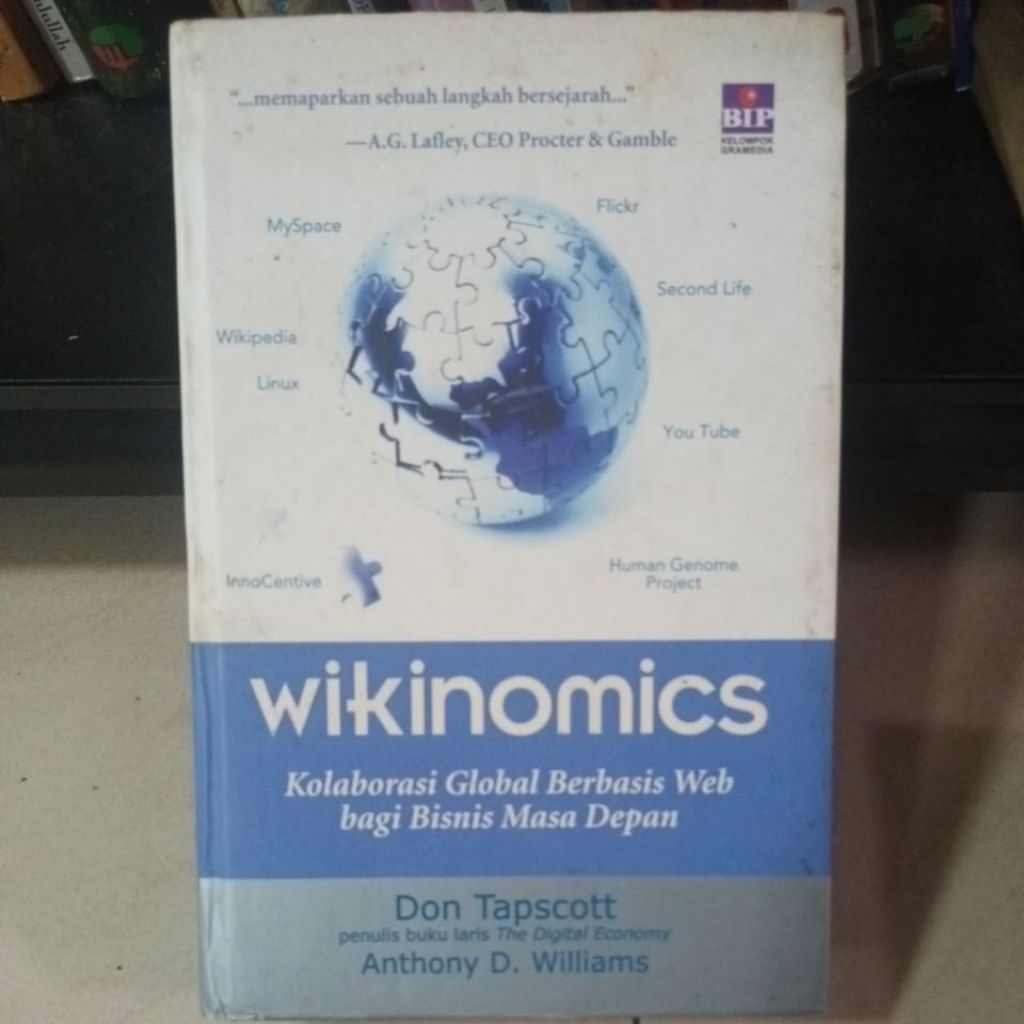 "...memaparkan sebuah langkah bersejarah..."
—A.G. Lafley, CEO Procter & Gamble
BIP
KELOMPOK
GRAMEDIA
MySpace
Flickr
Second Life
Wikipedia
Linux
You Tube
InnoCentive
Human Genome
Project
wikinomics
Kolaborasi Global Berbasis Web
bagi Bisnis Masa Depan
Don Tapscott
penulis buku laris The Digital Economy
Anthony D. Williams